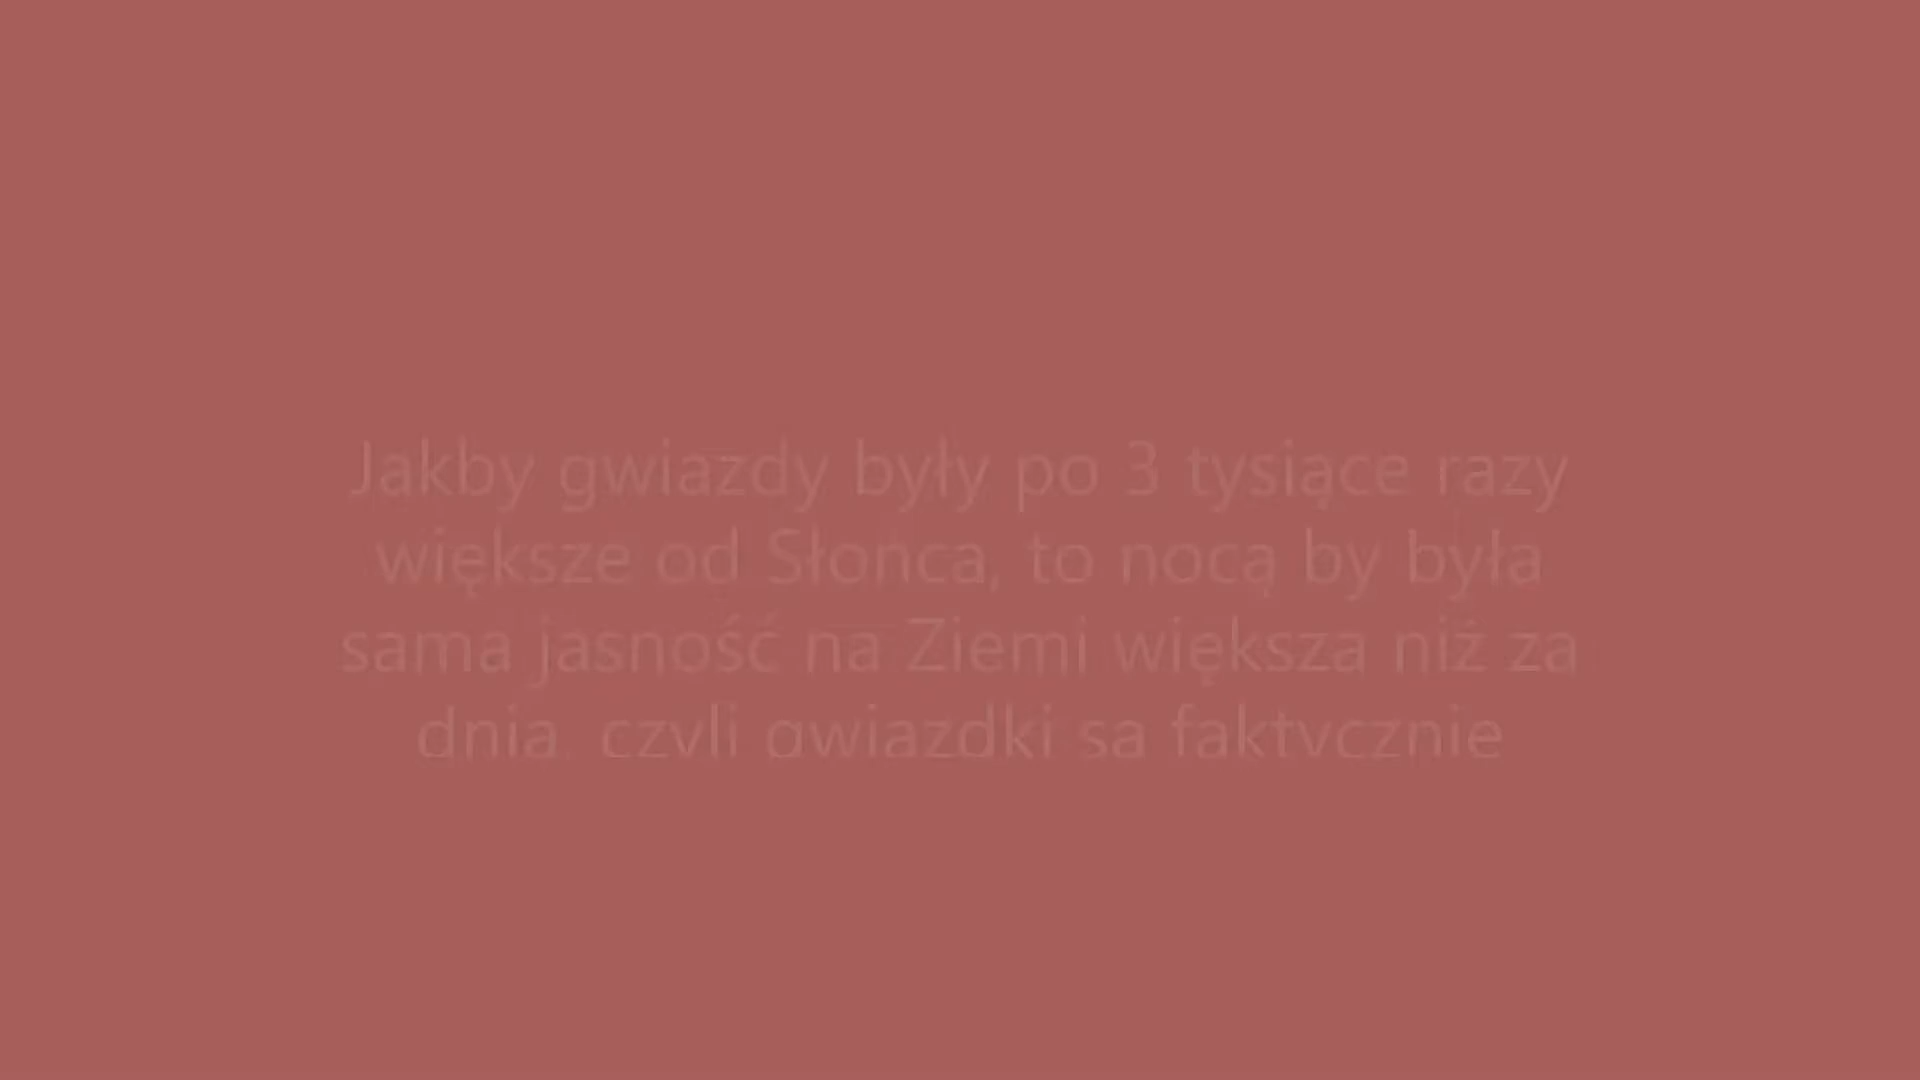 Jakby gwiazdy były po 3 tysiące razy
większe od Słońca, to nocą by była
sama jasność na Ziemi większa niż za
dnia, czyli gwiazdki są faktycznie